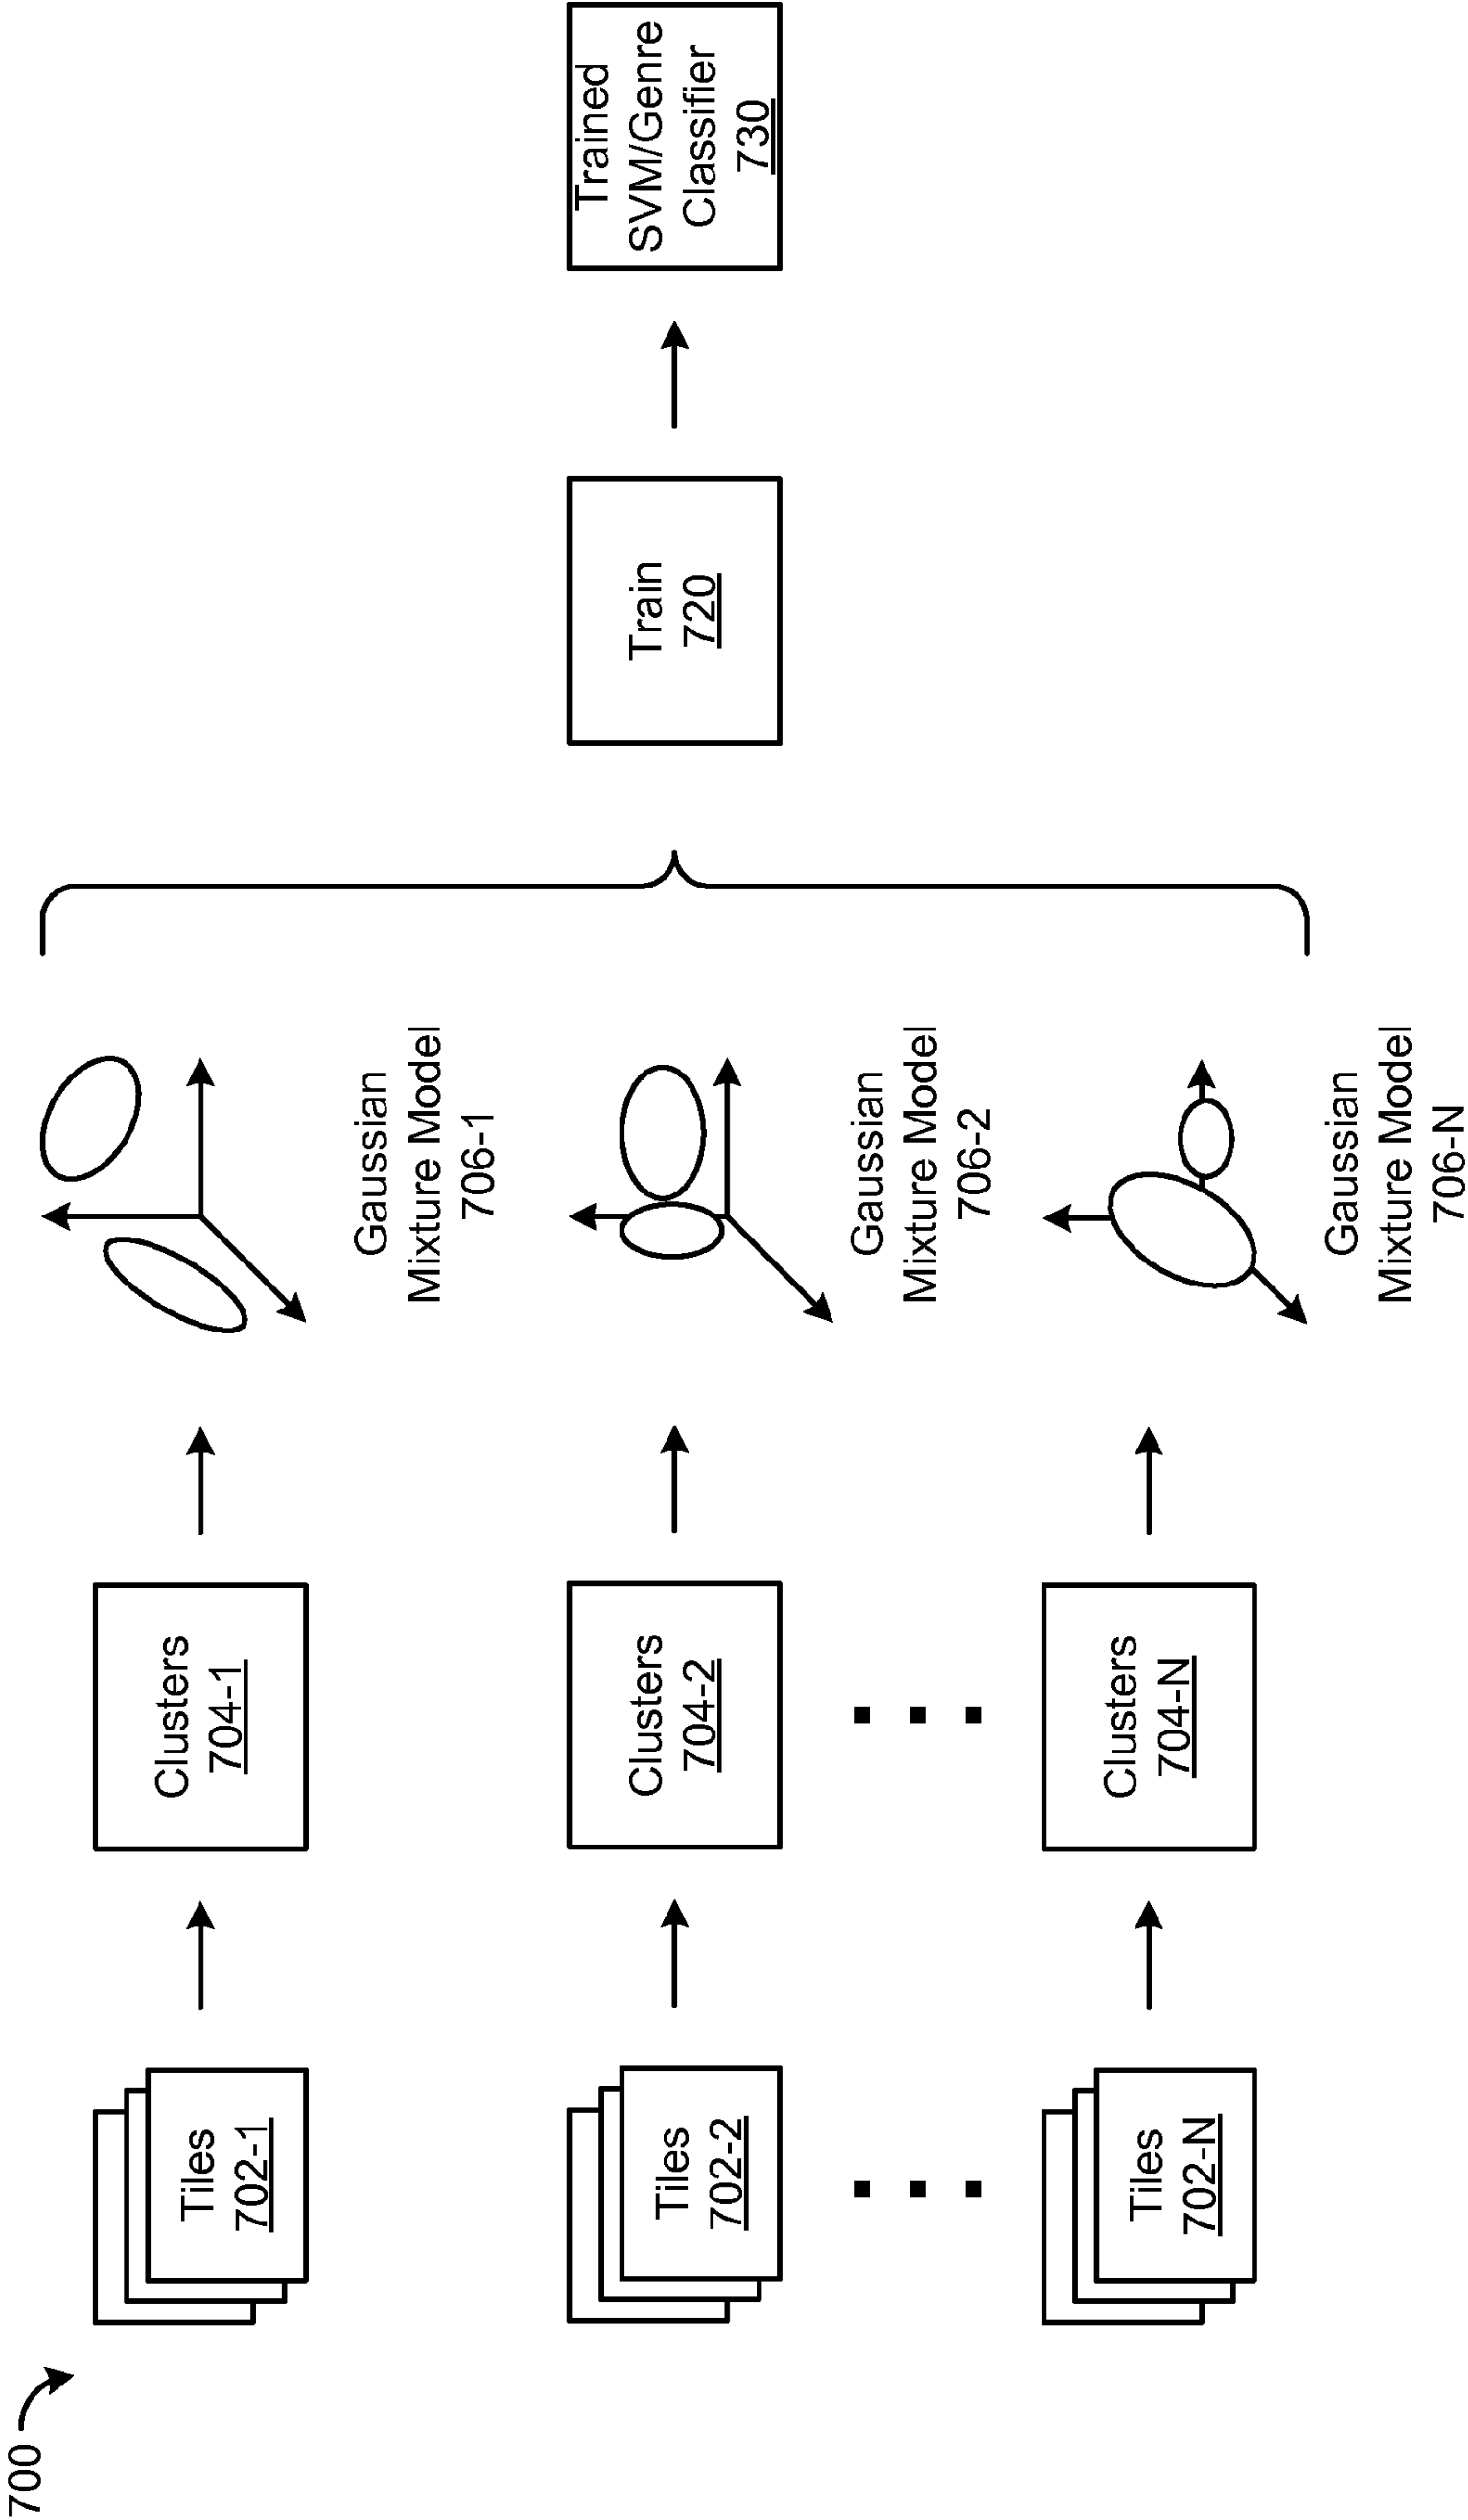 700
Tiles
702-1
Clusters
704-1
Gaussian
Mixture Model
706-1
Tiles
702-2
Clusters
704-2
Gaussian
Mixture Model
706-2
Tiles
702-N
Clusters
704-N
Gaussian
Mixture Model
706-N
Train
720
Trained
SVM/Genre
Classifier
730